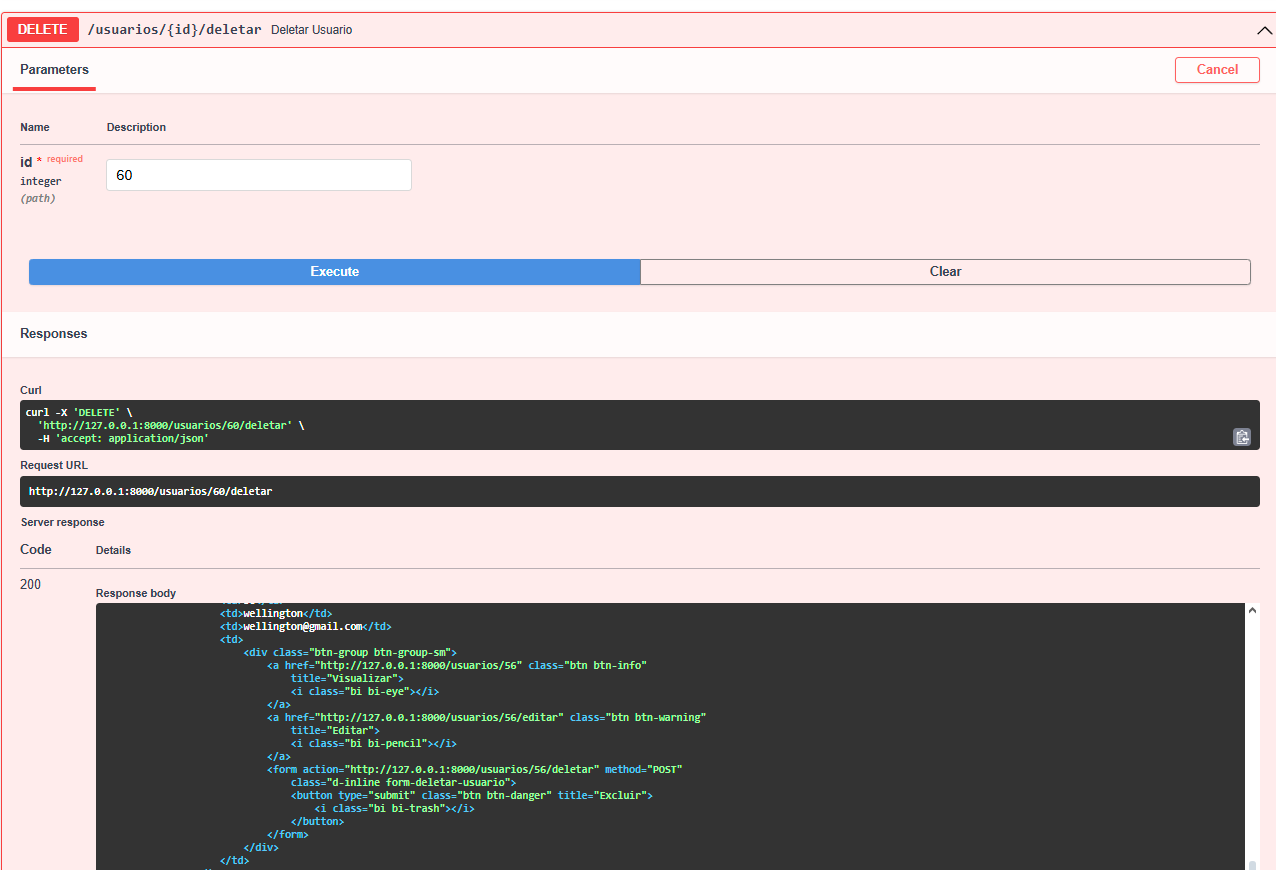 DELETE /usuarios/{id}/deletar Deletar Usuario
Parameters
Cancel
Name Description
id * required
integer
(path)
60
Execute
Clear
Responses
Curl
curl -X 'DELETE' \
  'http://127.0.0.1:8000/usuarios/60/deletar' \
  -H 'accept: application/json'
Request URL
http://127.0.0.1:8000/usuarios/60/deletar
Server response
Code Details
200
Response body
<td>wellington</td>
<td>wellington@gmail.com</td>
<td>
    <div class="btn-group btn-group-sm">
        <a href="http://127.0.0.1:8000/usuarios/56" class="btn btn-info"
            title="Visualizar">
            <i class="bi bi-eye"></i>
        </a>
        <a href="http://127.0.0.1:8000/usuarios/56/editar" class="btn btn-warning"
            title="Editar">
            <i class="bi bi-pencil"></i>
        </a>
        <form action="http://127.0.0.1:8000/usuarios/56/deletar" method="POST"
            class="d-inline form-deletar-usuario">
            <button type="submit" class="btn btn-danger" title="Excluir">
                <i class="bi bi-trash"></i>
            </button>
        </form>
    </div>
</td>